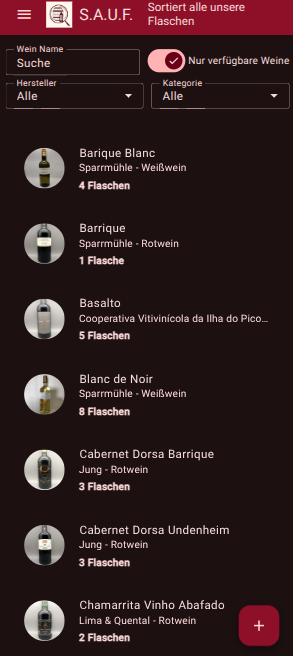 S.A.U.F.
Sortiert alle unsere
Flaschen
Wein Name
Suche
Nur verfügbare Weine
Hersteller
Alle
Kategorie
Alle
Barique Blanc
Sparrmühle - Weißwein
4 Flaschen
Barrique
Sparrmühle - Rotwein
1 Flasche
Basalto
Cooperativa Vitivinícola da Ilha do Pico...
5 Flaschen
Blanc de Noir
Sparrmühle - Weißwein
8 Flaschen
Cabernet Dorsa Barrique
Jung - Rotwein
3 Flaschen
Cabernet Dorsa Undenheim
Jung - Rotwein
3 Flaschen
Chamarrita Vinho Abafado
Lima & Quental - Rotwein
2 Flaschen
+